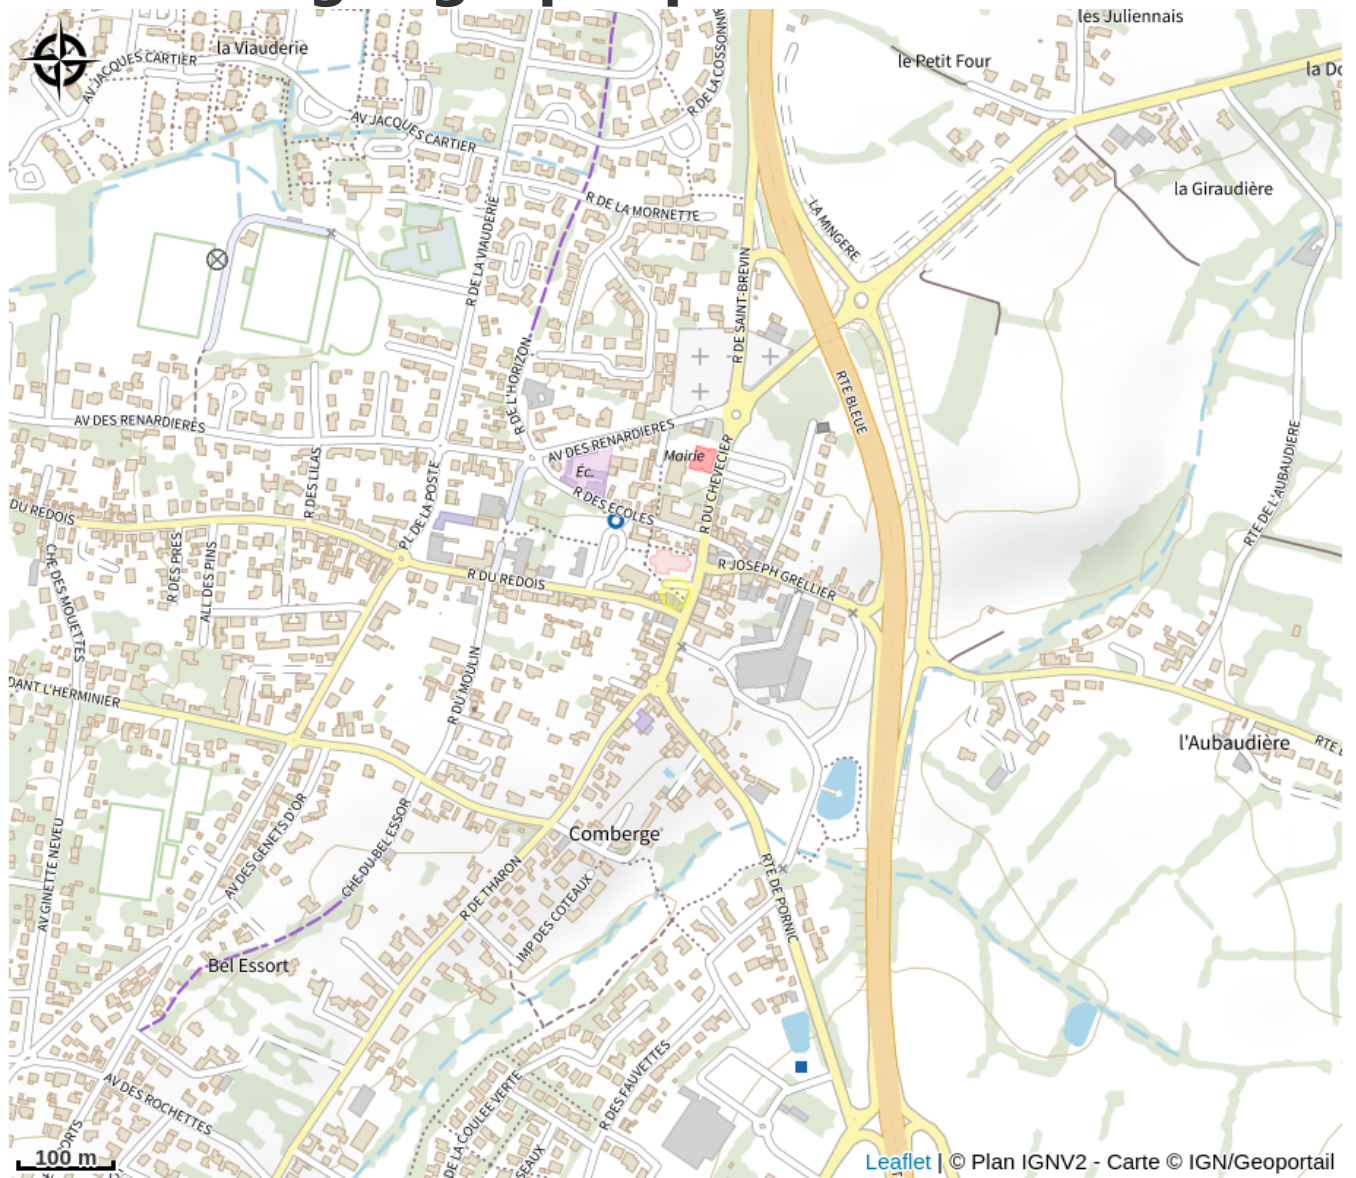 les Juliennais
la Viauderie
le Petit Four
AV JACQUES CARTIER
R DE LA COSSONN
AV JACQUES CARTIER
la Giraudière
R DE LA MORNETTE
LA MINGERE
R DE LA VIAUDERIE
R DE SAINT-BREVIN
R DE L'HORIZON
RTE BLEUE
AV DES RENARDIERES
AV DES RENARDIERES
Mairie
R DU CHEVECIER
Éc.
R DES LILAS
PL DE LA POSTE
RTE DE L'AUBAUDIERE
R DES ECOLES
DU REDOIS
CHE DES MOUETTES
R DES PRES
ALL DES PINS
R DU REDOIS
R JOSEPH GRELLIER
R DU MOULIN
DANT L'HERMINIER
l'Aubaudière
Comberge
AV GINETTE NEVEU
AV DES GENETS D'OR
CHE DU BEL ESSOR
R DE THARON
IMP DES COTEAUX
RTE DE PORNIC
Bel Essort
AV DES ROCHETTES
DE LA COULEE VERTE
R DES FAUVETTES
SEAUX
ORTS
100 m
Leaflet | © Plan IGNV2 - Carte © IGN/Geoportail